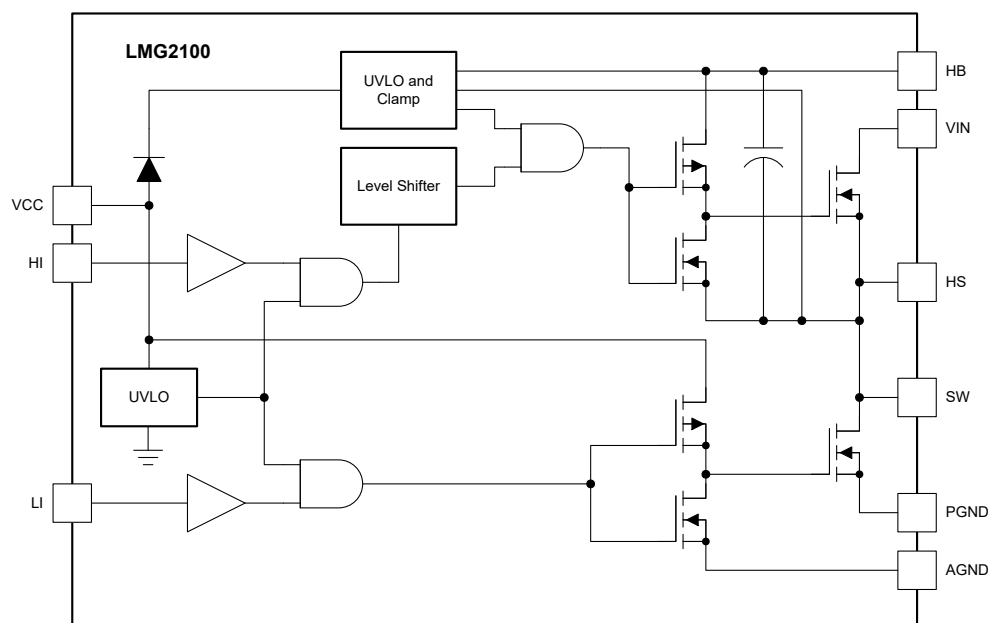 LMG2100
UVLO and
Clamp
HB
VIN
Level Shifter
VCC
HI
HS
UVLO
SW
LI
PGND
AGND